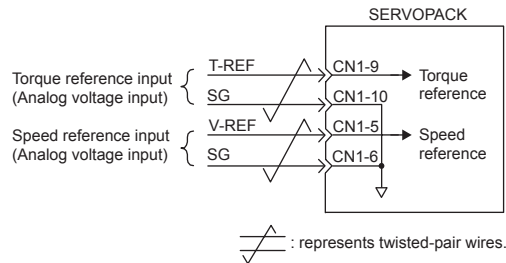 SERVOPACK
Torque reference input
(Analog voltage input)
T-REF
CN1-9
Torque
reference
SG
CN1-10
Speed reference input
(Analog voltage input)
V-REF
CN1-5
Speed
reference
SG
CN1-6
: represents twisted-pair wires.